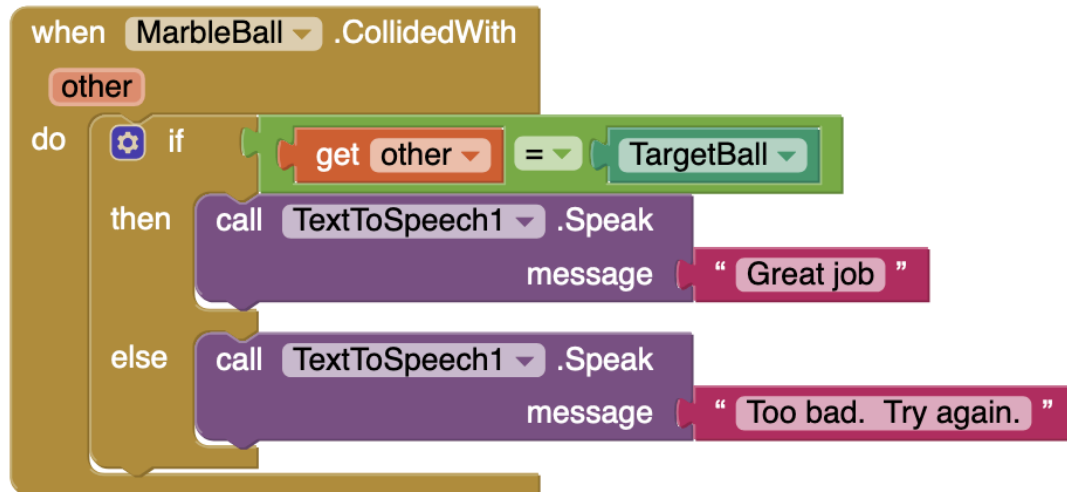 when MarbleBall .CollidedWith
other
do if get other = TargetBall
then call TextToSpeech1 .Speak
message “ Great job ”
else call TextToSpeech1 .Speak
message “ Too bad. Try again. ”